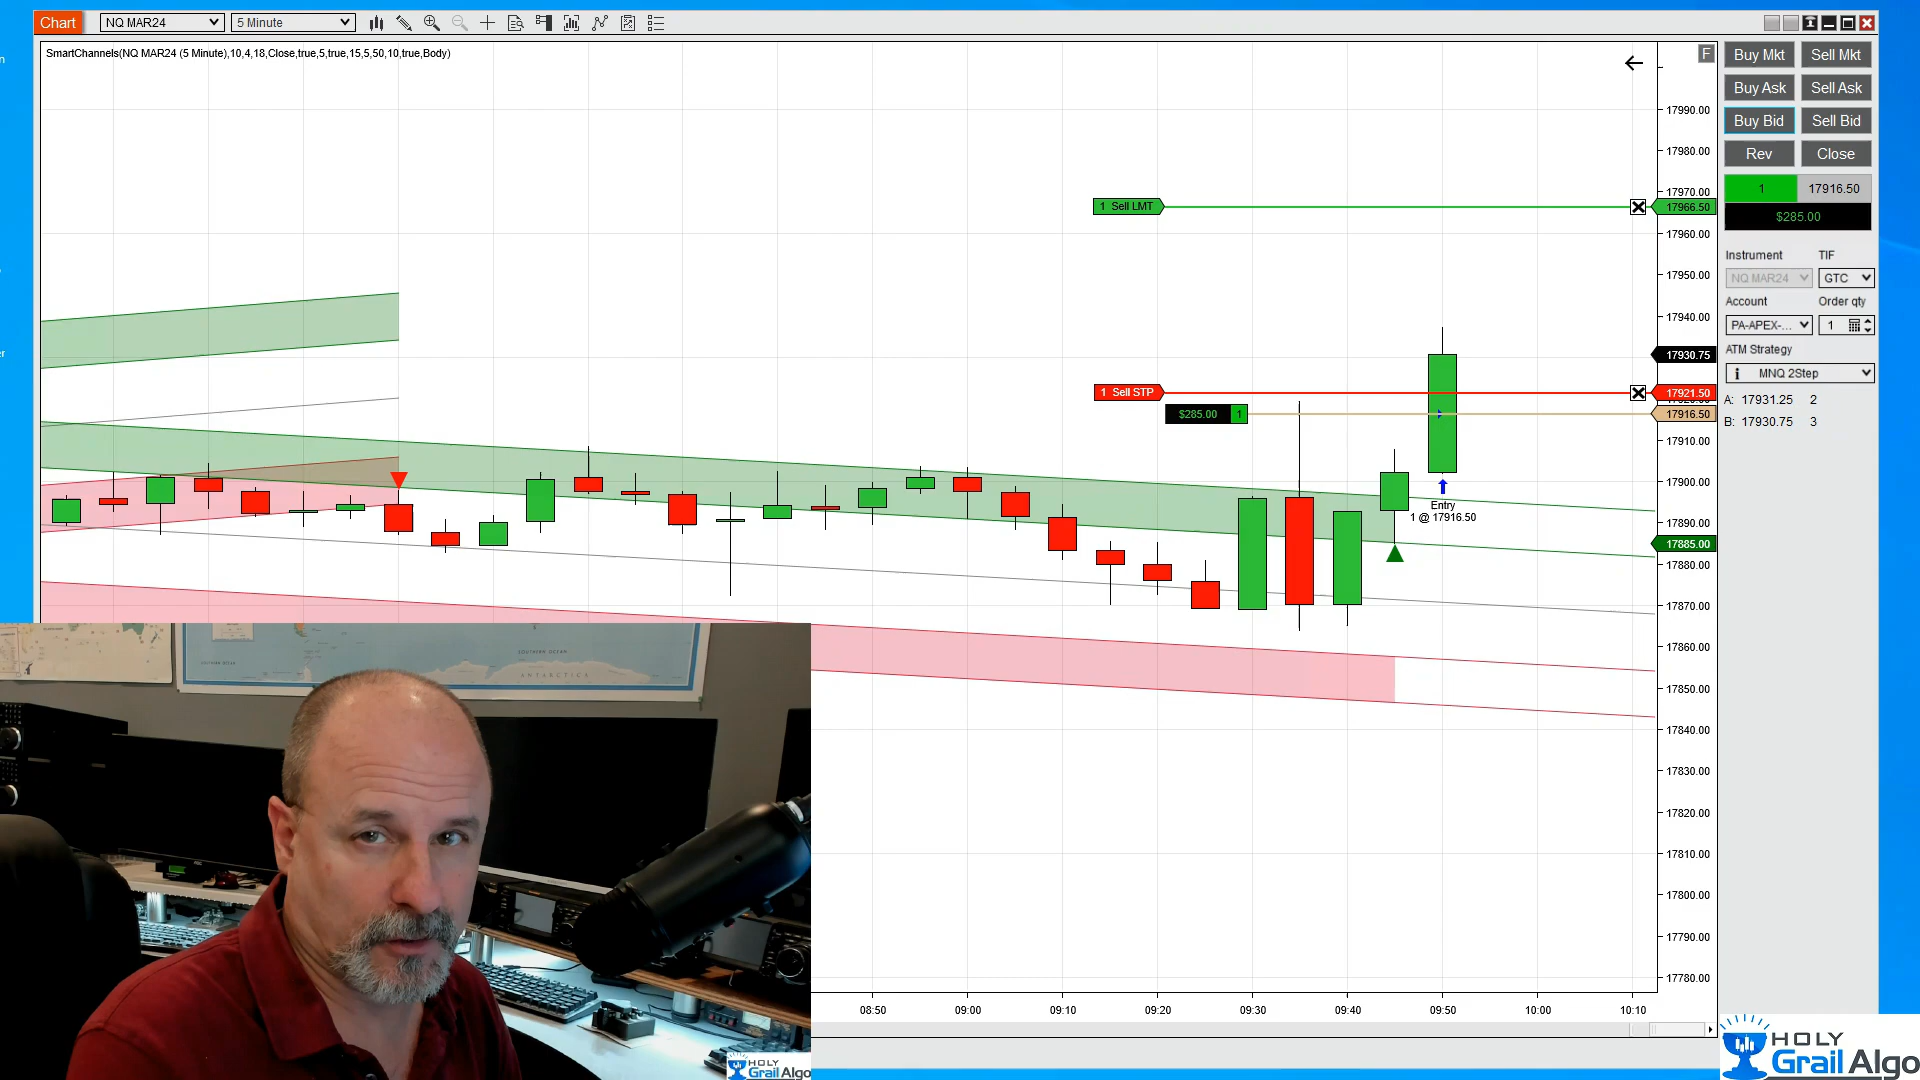 Chart
NQ MAR24
5 Minute
SmartChannels(NQ MAR24 (5 Minute),10,4,18,Close,true,5,true,15,5,50,10,true,Body)
F
Buy Mkt
Sell Mkt
Buy Ask
Sell Ask
Buy Bid
Sell Bid
Rev
Close
1
17916.50
$285.00
Instrument
TIF
NQ MAR24
GTC
Account
Order qty
PA-APEX-...
1
ATM Strategy
MNQ 2Step
A: 17931.25 2
B: 17930.75 3
17990.00
17980.00
17970.00
1 Sell LMT
17966.50
17960.00
17950.00
17940.00
17930.75
1 Sell STP
17921.50
$285.00 1
17916.50
17910.00
17900.00
Entry
1 @ 17916.50
17890.00
17885.00
17880.00
17870.00
17860.00
17850.00
17840.00
17830.00
17820.00
17810.00
17800.00
17790.00
17780.00
08:50
09:00
09:10
09:20
09:30
09:40
09:50
10:00
10:10
SOUTHERN OCEAN
SOUTHERN OCEAN
ANTARCTICA
HOLY
Grail Algo
HOLY
Grail Algo